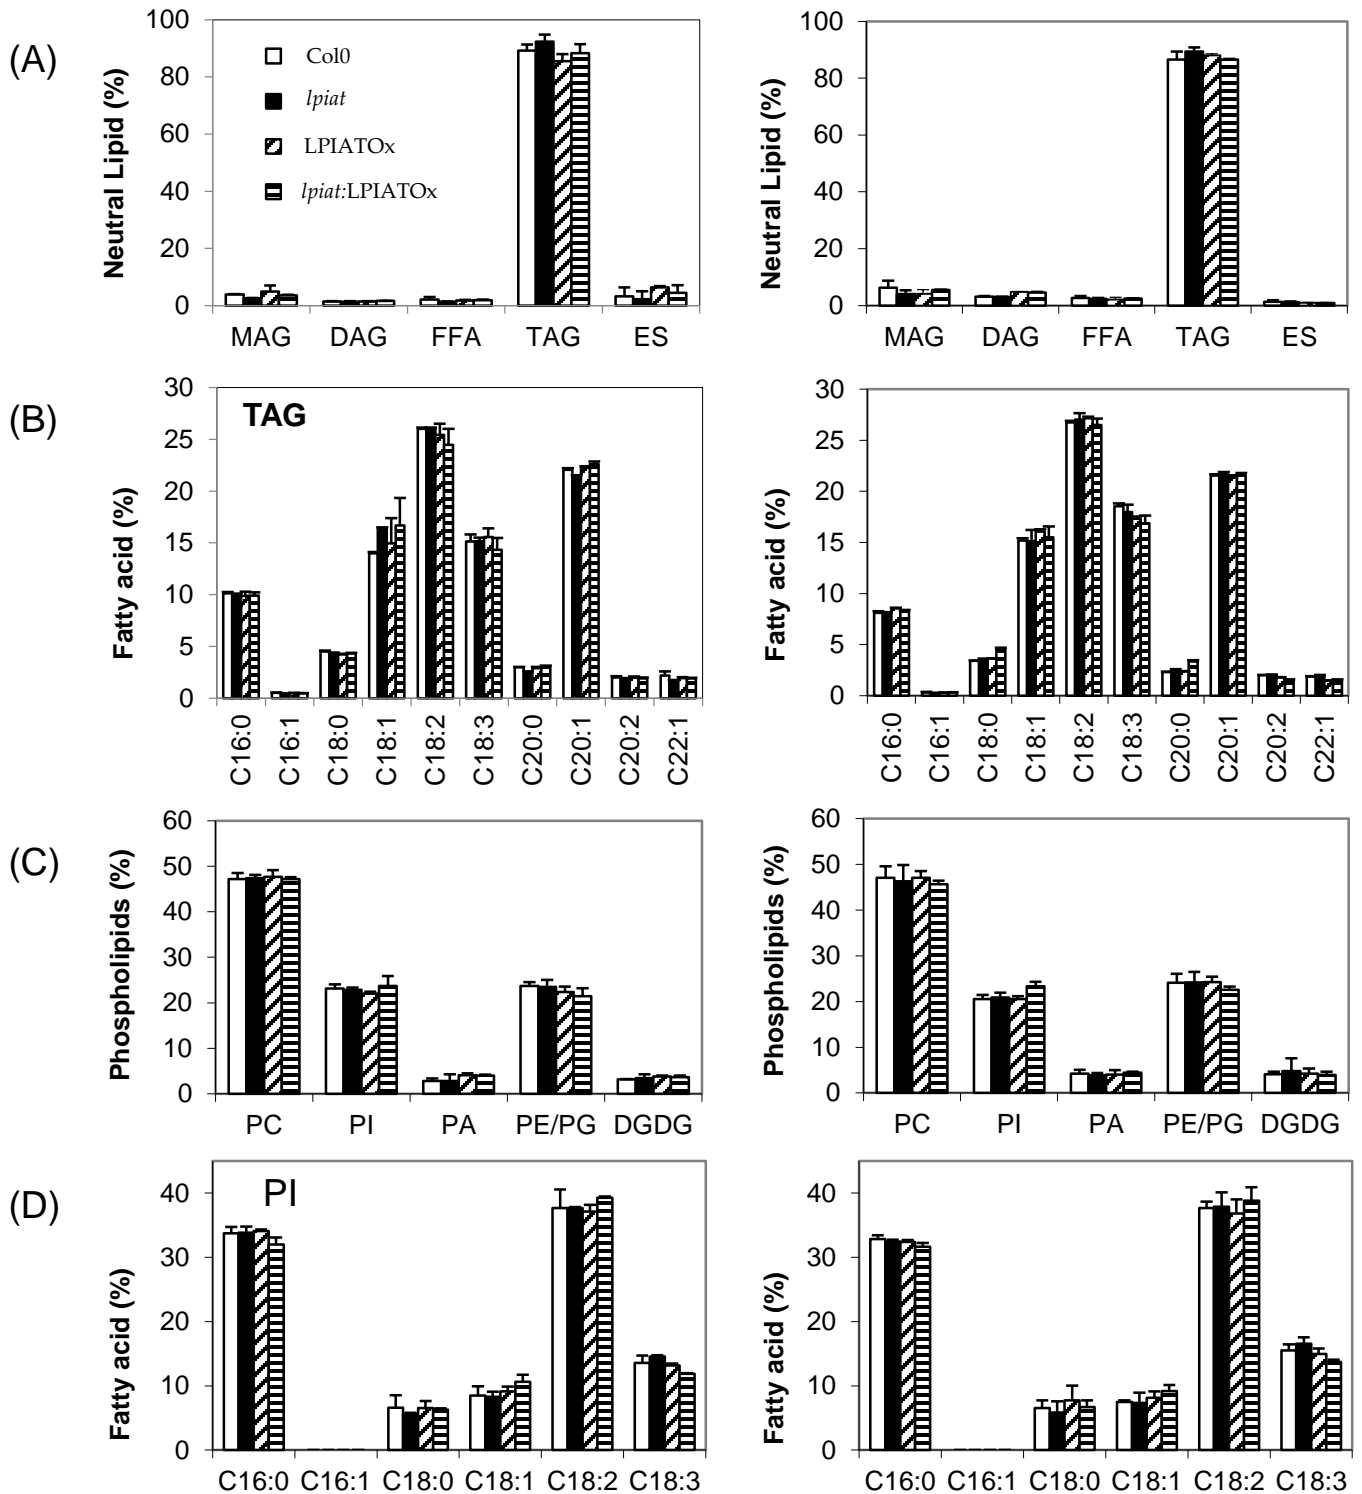 (A)
Neutral Lipid (%)
100
80
60
40
20
0
Col0
lpiat
LPIATOx
lpiat:LPIATOx
MAG DAG FFA TAG ES
Neutral Lipid (%)
100
80
60
40
20
0
MAG DAG FFA TAG ES
(B)
Fatty acid (%)
30
25
20
15
10
5
0
TAG
C16:0 C16:1 C18:0 C18:1 C18:2 C18:3 C20:0 C20:1 C20:2 C22:1
Fatty acid (%)
30
25
20
15
10
5
0
C16:0 C16:1 C18:0 C18:1 C18:2 C18:3 C20:0 C20:1 C20:2 C22:1
(C)
Phospholipids (%)
60
50
40
30
20
10
0
PC PI PA PE/PG DGDG
Phospholipids (%)
60
50
40
30
20
10
0
PC PI PA PE/PG DGDG
(D)
Fatty acid (%)
40
30
20
10
0
PI
C16:0 C16:1 C18:0 C18:1 C18:2 C18:3
Fatty acid (%)
40
30
20
10
0
C16:0 C16:1 C18:0 C18:1 C18:2 C18:3